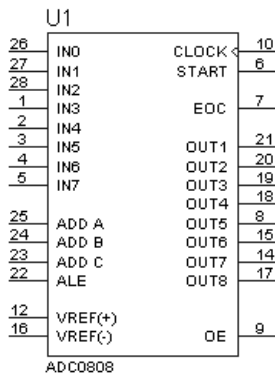 U1
26 IN0 CLOCK 10
27 IN1 START 6
28 IN2
1 IN3 EOC 7
2 IN4
3 IN5 OUT1 21
4 IN6 OUT2 20
5 IN7 OUT3 19
OUT4 18
25 ADD A OUT5 8
24 ADD B OUT6 15
23 ADD C OUT7 14
22 ALE OUT8 17
12 VREF(+)
16 VREF(-) OE 9
ADC0808